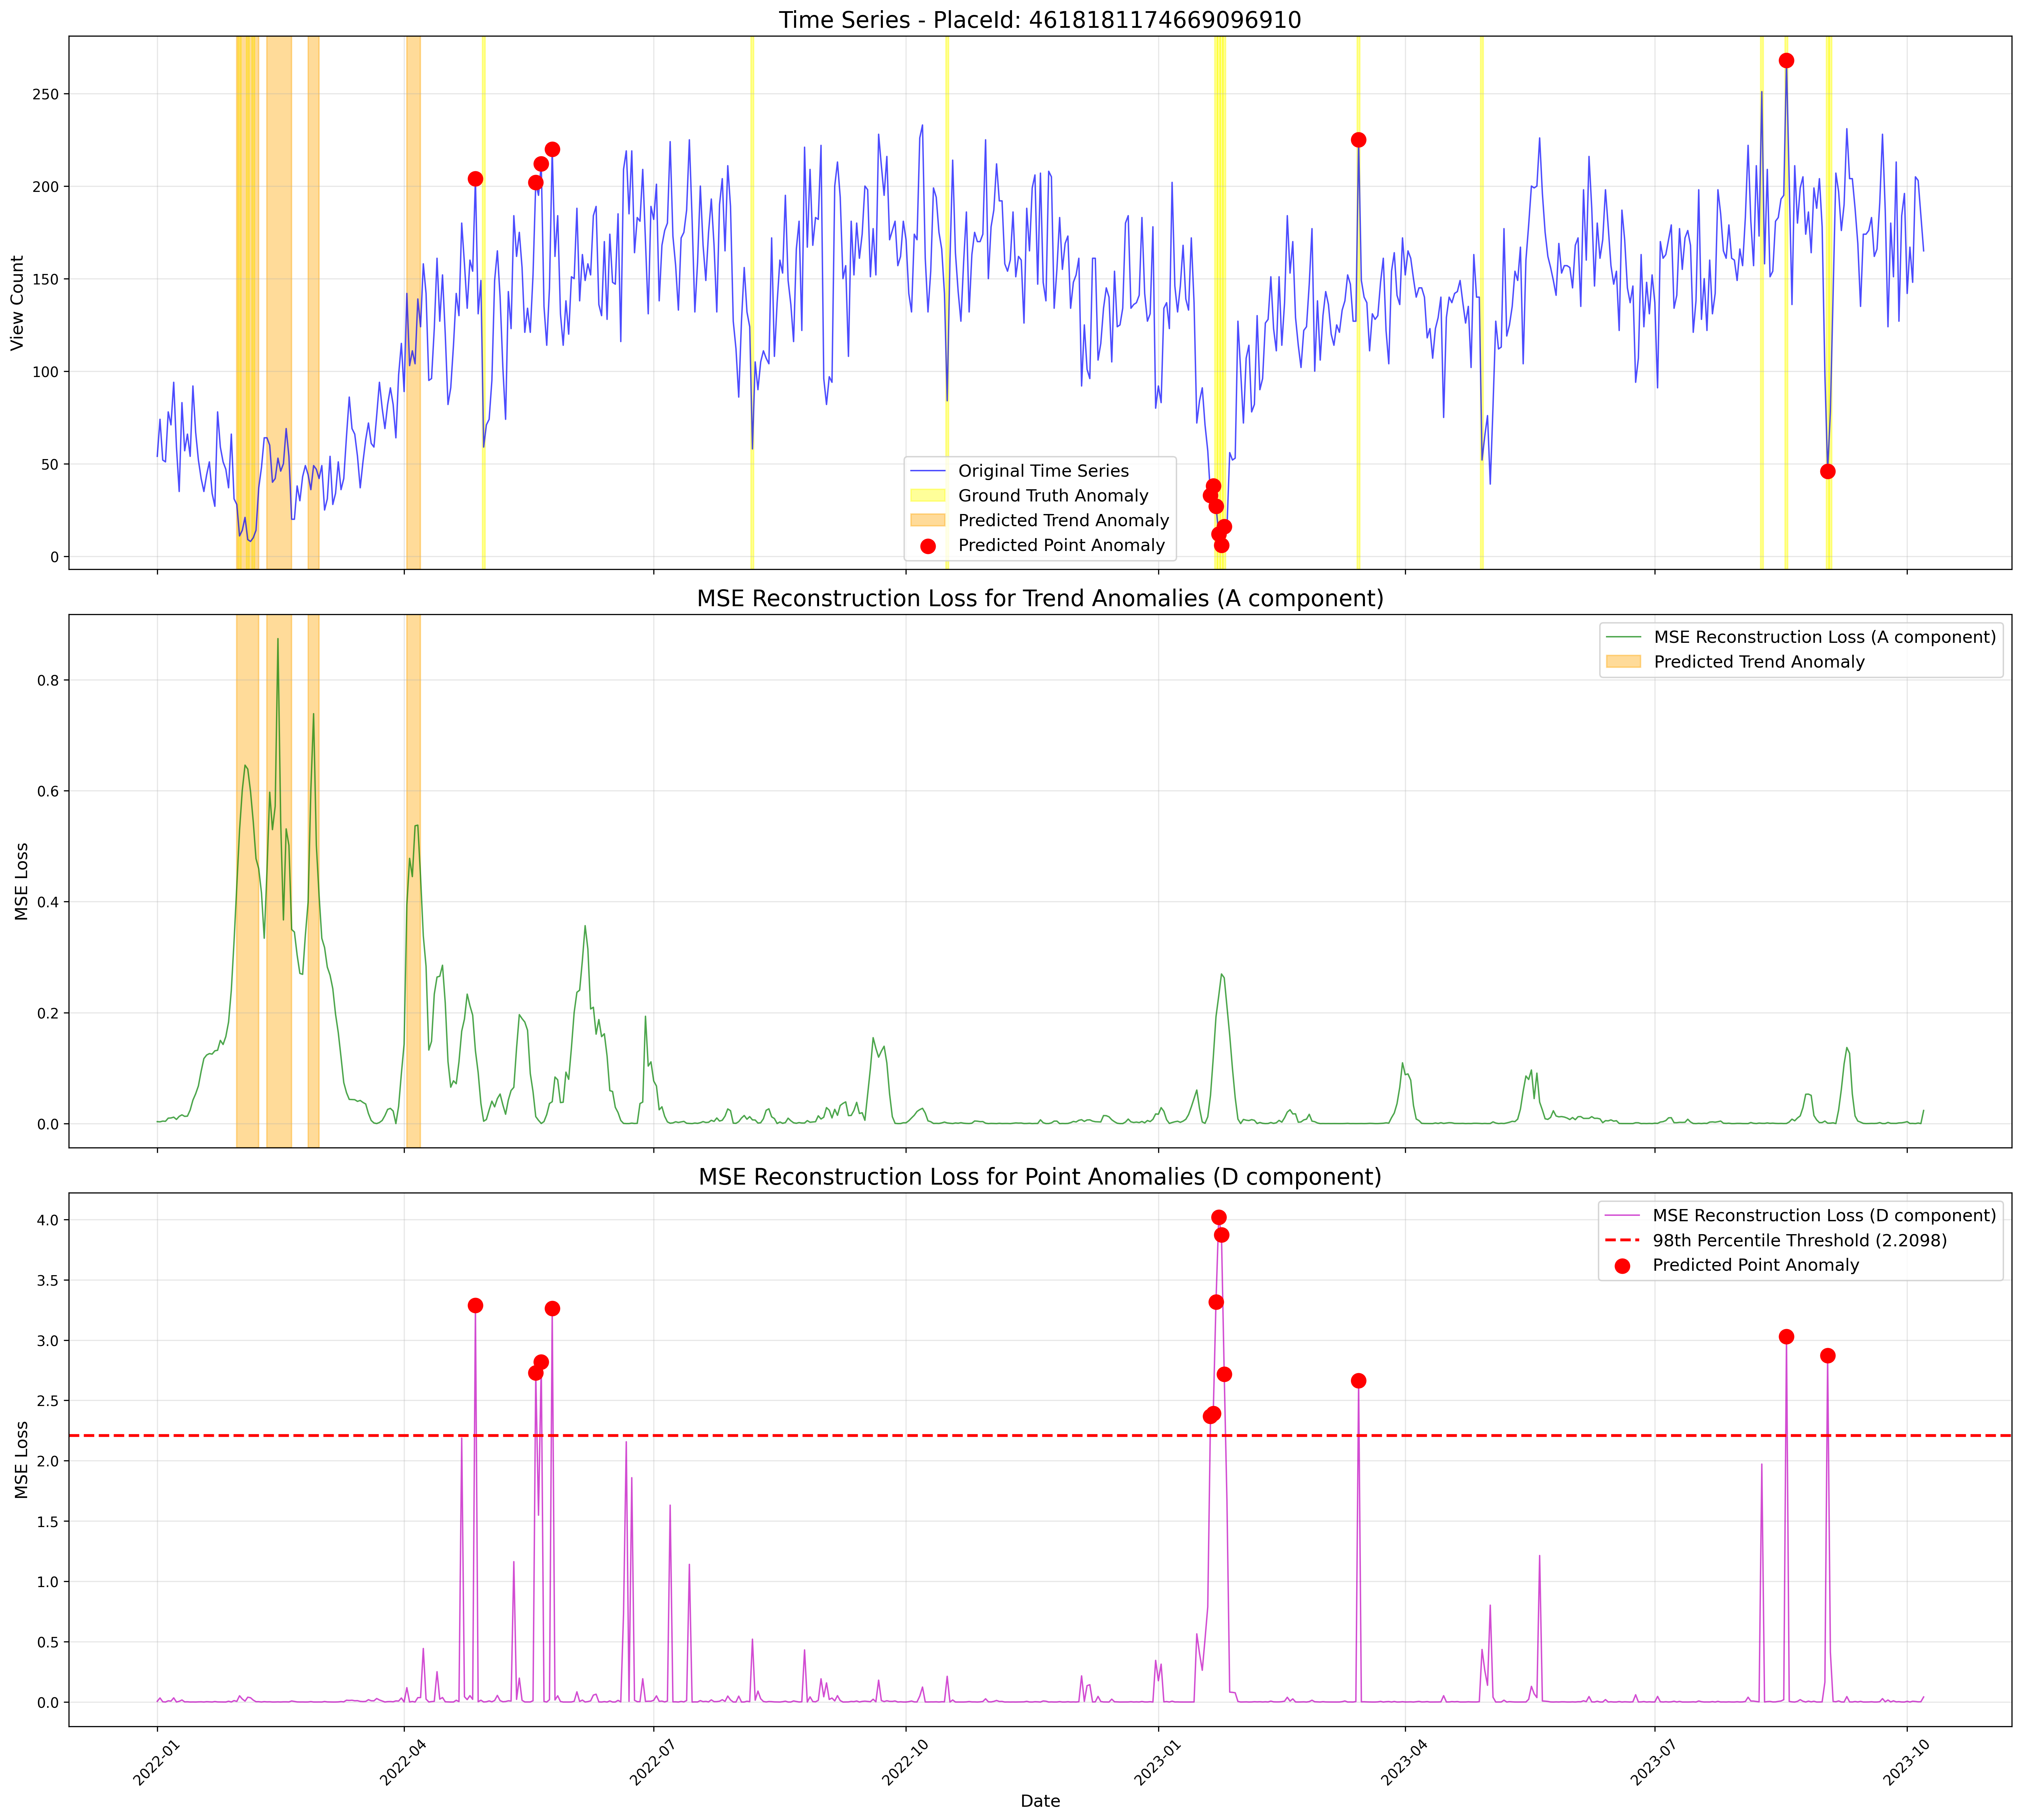 Time Series - PlaceId: 4618181174669096910
View Count
250
200
150
100
50
0
Original Time Series
Ground Truth Anomaly
Predicted Trend Anomaly
Predicted Point Anomaly
MSE Reconstruction Loss for Trend Anomalies (A component)
MSE Loss
0.8
0.6
0.4
0.2
0.0
MSE Reconstruction Loss (A component)
Predicted Trend Anomaly
MSE Reconstruction Loss for Point Anomalies (D component)
MSE Loss
4.0
3.5
3.0
2.5
2.0
1.5
1.0
0.5
0.0
MSE Reconstruction Loss (D component)
98th Percentile Threshold (2.2098)
Predicted Point Anomaly
2022-01
2022-04
2022-07
2022-10
2023-01
2023-04
2023-07
2023-10
Date